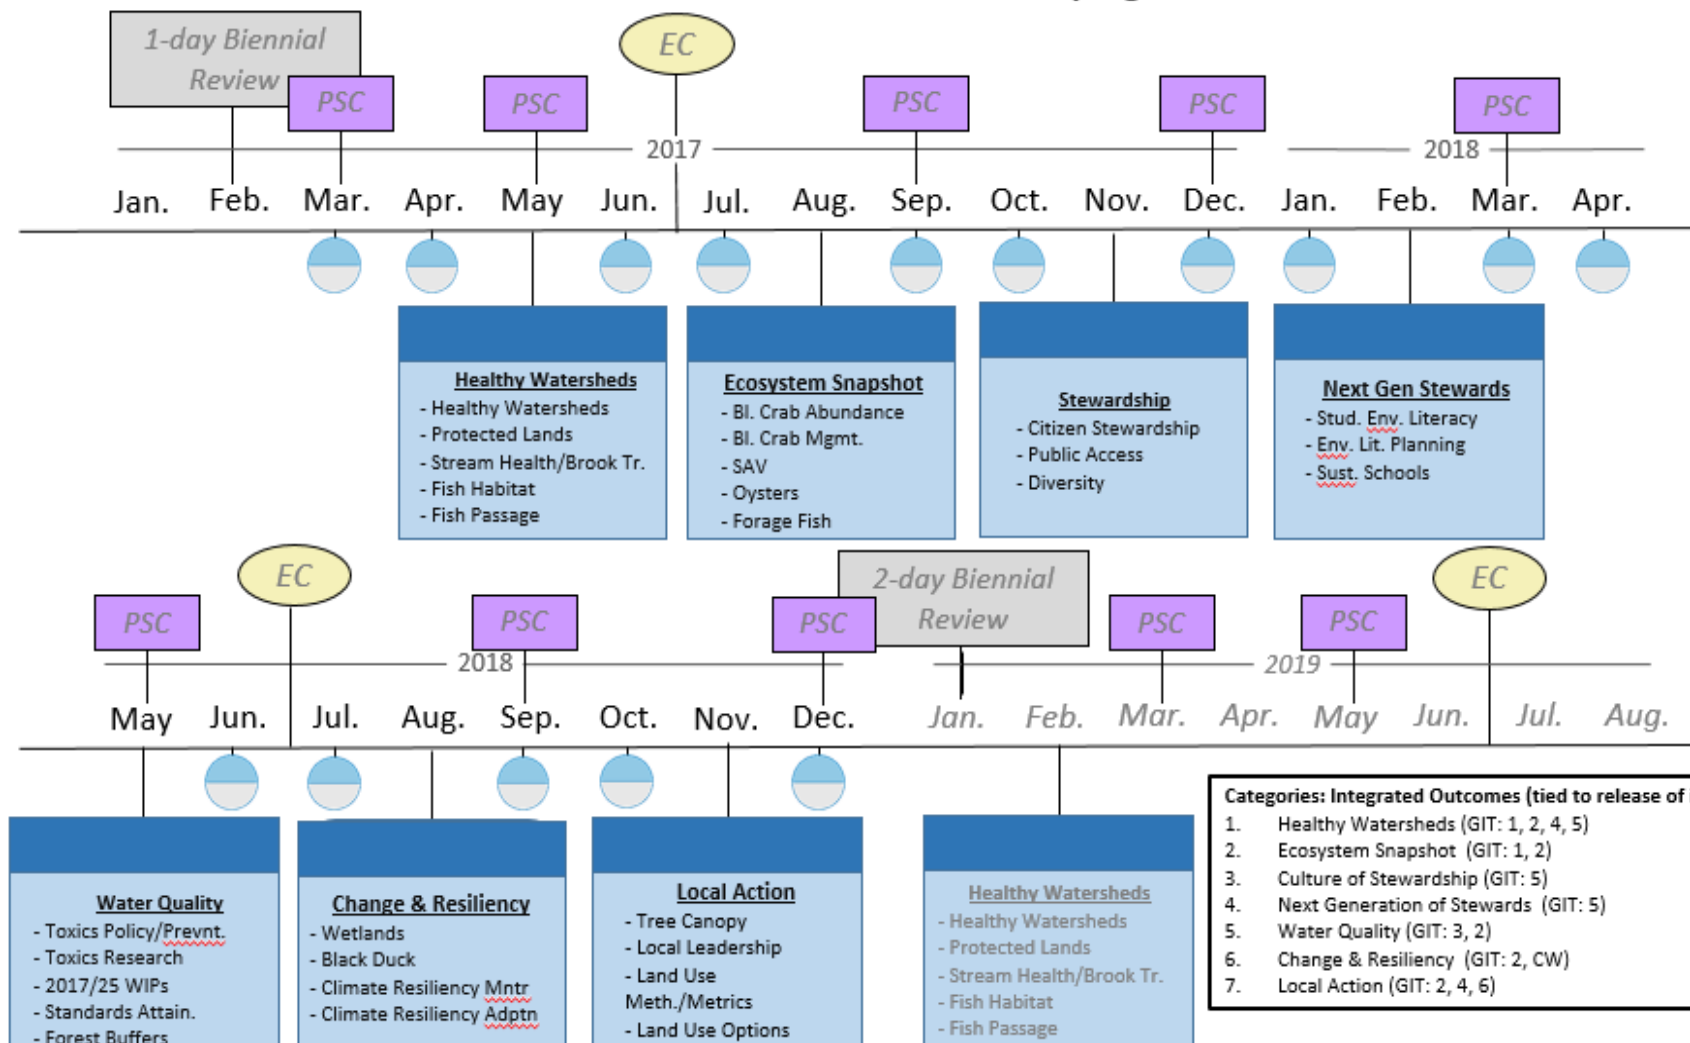 1-day Biennial
Review
EC
PSC
PSC
PSC
PSC
PSC
2017
2018
Jan. Feb. Mar. Apr. May Jun. Jul. Aug. Sep. Oct. Nov. Dec. Jan. Feb. Mar. Apr.
Healthy Watersheds
- Healthy Watersheds
- Protected Lands
- Stream Health/Brook Tr.
- Fish Habitat
- Fish Passage
Ecosystem Snapshot
- Bl. Crab Abundance
- Bl. Crab Mgmt.
- SAV
- Oysters
- Forage Fish
Stewardship
- Citizen Stewardship
- Public Access
- Diversity
Next Gen Stewards
- Stud. Env. Literacy
- Env. Lit. Planning
- Sust. Schools
EC
2-day Biennial
Review
EC
PSC
PSC
PSC
PSC
PSC
2018
2019
May Jun. Jul. Aug. Sep. Oct. Nov. Dec. Jan. Feb. Mar. Apr. May Jun. Jul. Aug.
Water Quality
- Toxics Policy/Prevnt.
- Toxics Research
- 2017/25 WIPs
- Standards Attain.
- Forest Buffers
Change & Resiliency
- Wetlands
- Black Duck
- Climate Resiliency Mntr
- Climate Resiliency Adptn
Local Action
- Tree Canopy
- Local Leadership
- Land Use
Meth./Metrics
- Land Use Options
Healthy Watersheds
- Healthy Watersheds
- Protected Lands
- Stream Health/Brook Tr.
- Fish Habitat
- Fish Passage
Categories: Integrated Outcomes (tied to release of
1. Healthy Watersheds (GIT: 1, 2, 4, 5)
2. Ecosystem Snapshot (GIT: 1, 2)
3. Culture of Stewardship (GIT: 5)
4. Next Generation of Stewards (GIT: 5)
5. Water Quality (GIT: 3, 2)
6. Change & Resiliency (GIT: 2, CW)
7. Local Action (GIT: 2, 4, 6)